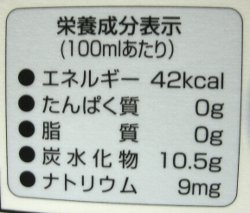 栄養成分表示
(100mlあたり)
●エネルギー 42kcal
●たんぱく質 0g
●脂質 0g
●炭水化物 10.5g
●ナトリウム 9mg